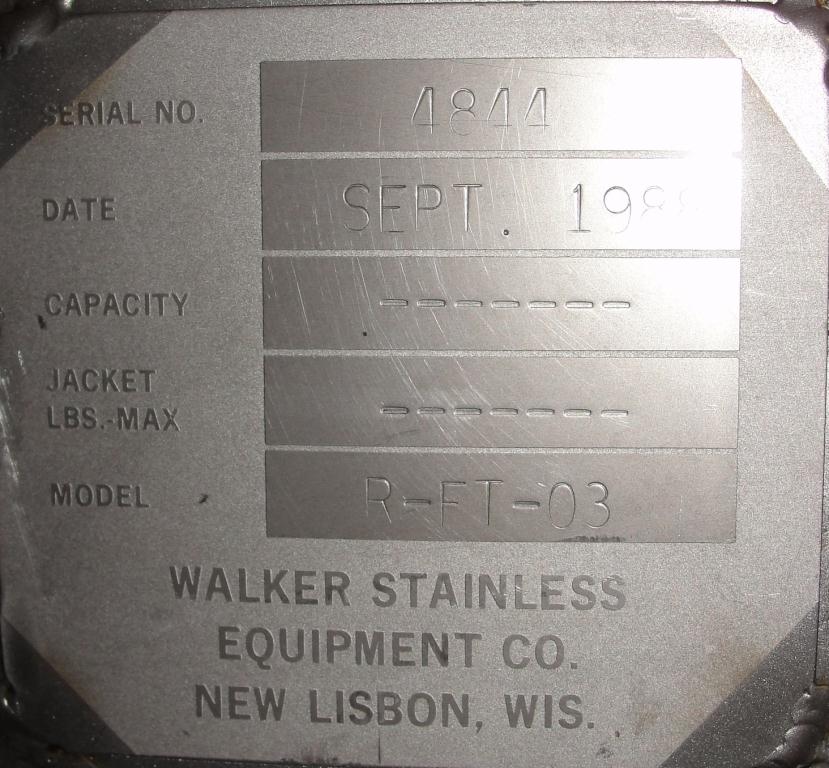 SERIAL NO. 4844
DATE SEPT. 1988
CAPACITY -------
JACKET
LBS.-MAX -------
MODEL R-FT-03
WALKER STAINLESS
EQUIPMENT CO.
NEW LISBON, WIS.